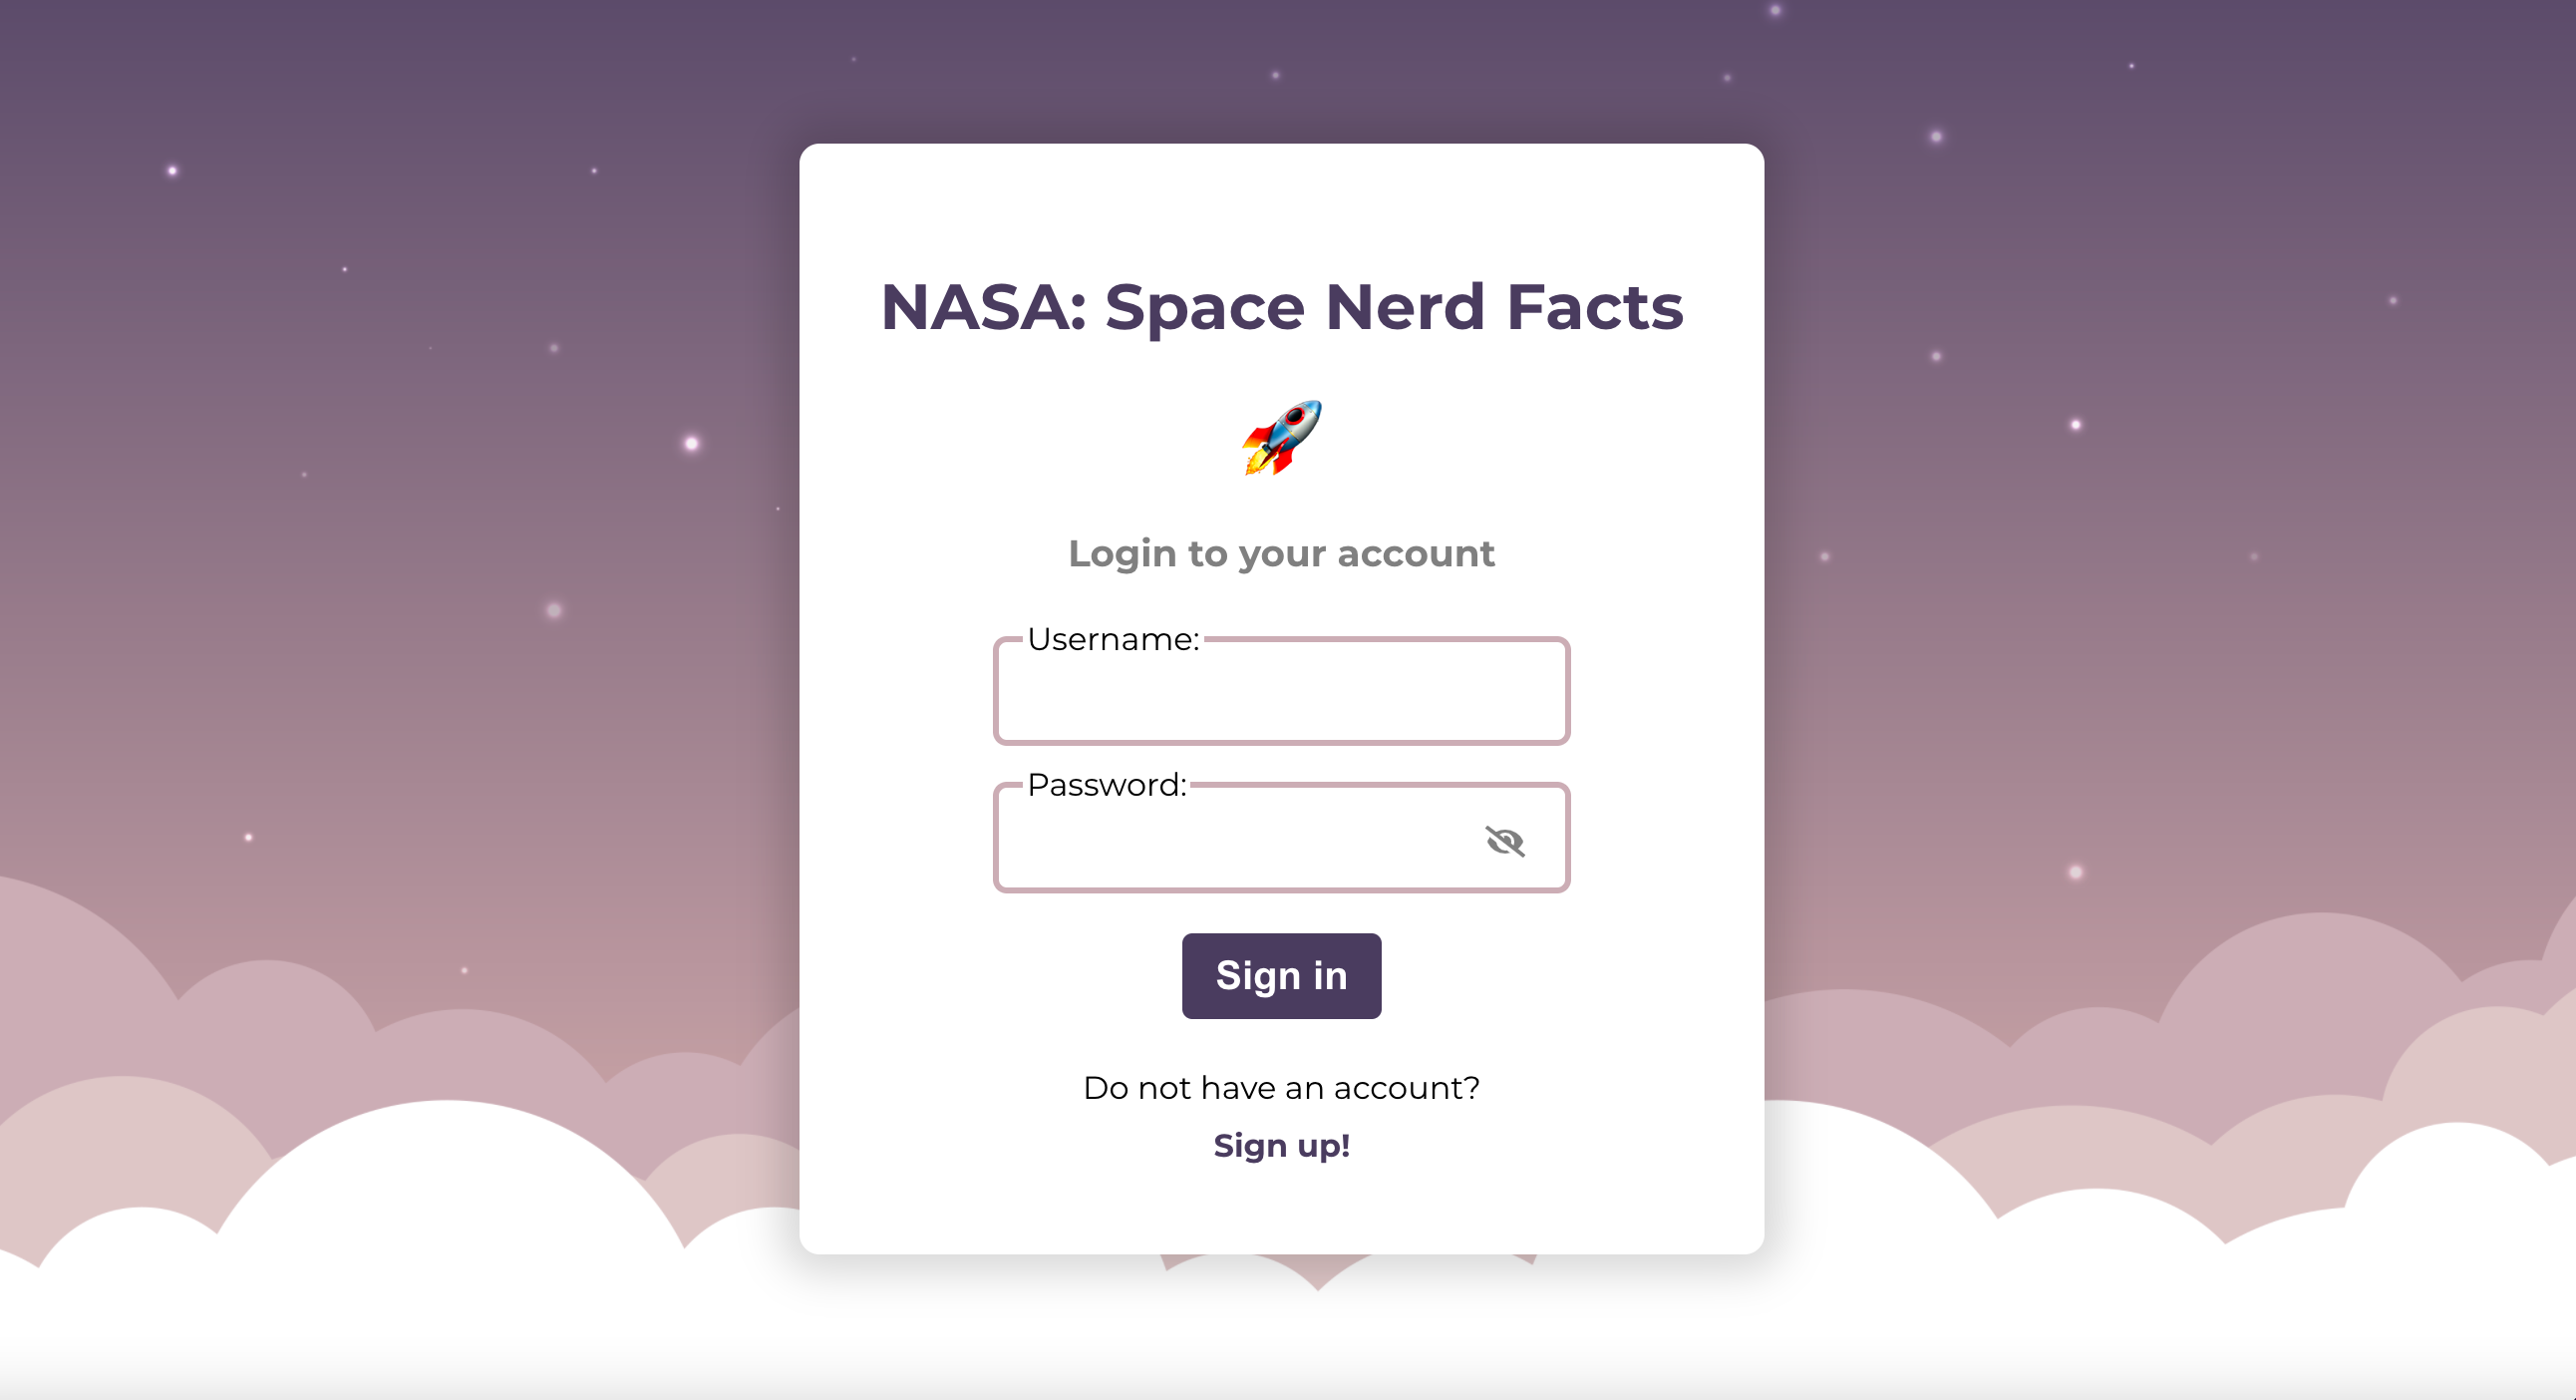 NASA: Space Nerd Facts
Login to your account
Username:
Password:
Sign in
Do not have an account?
Sign up!